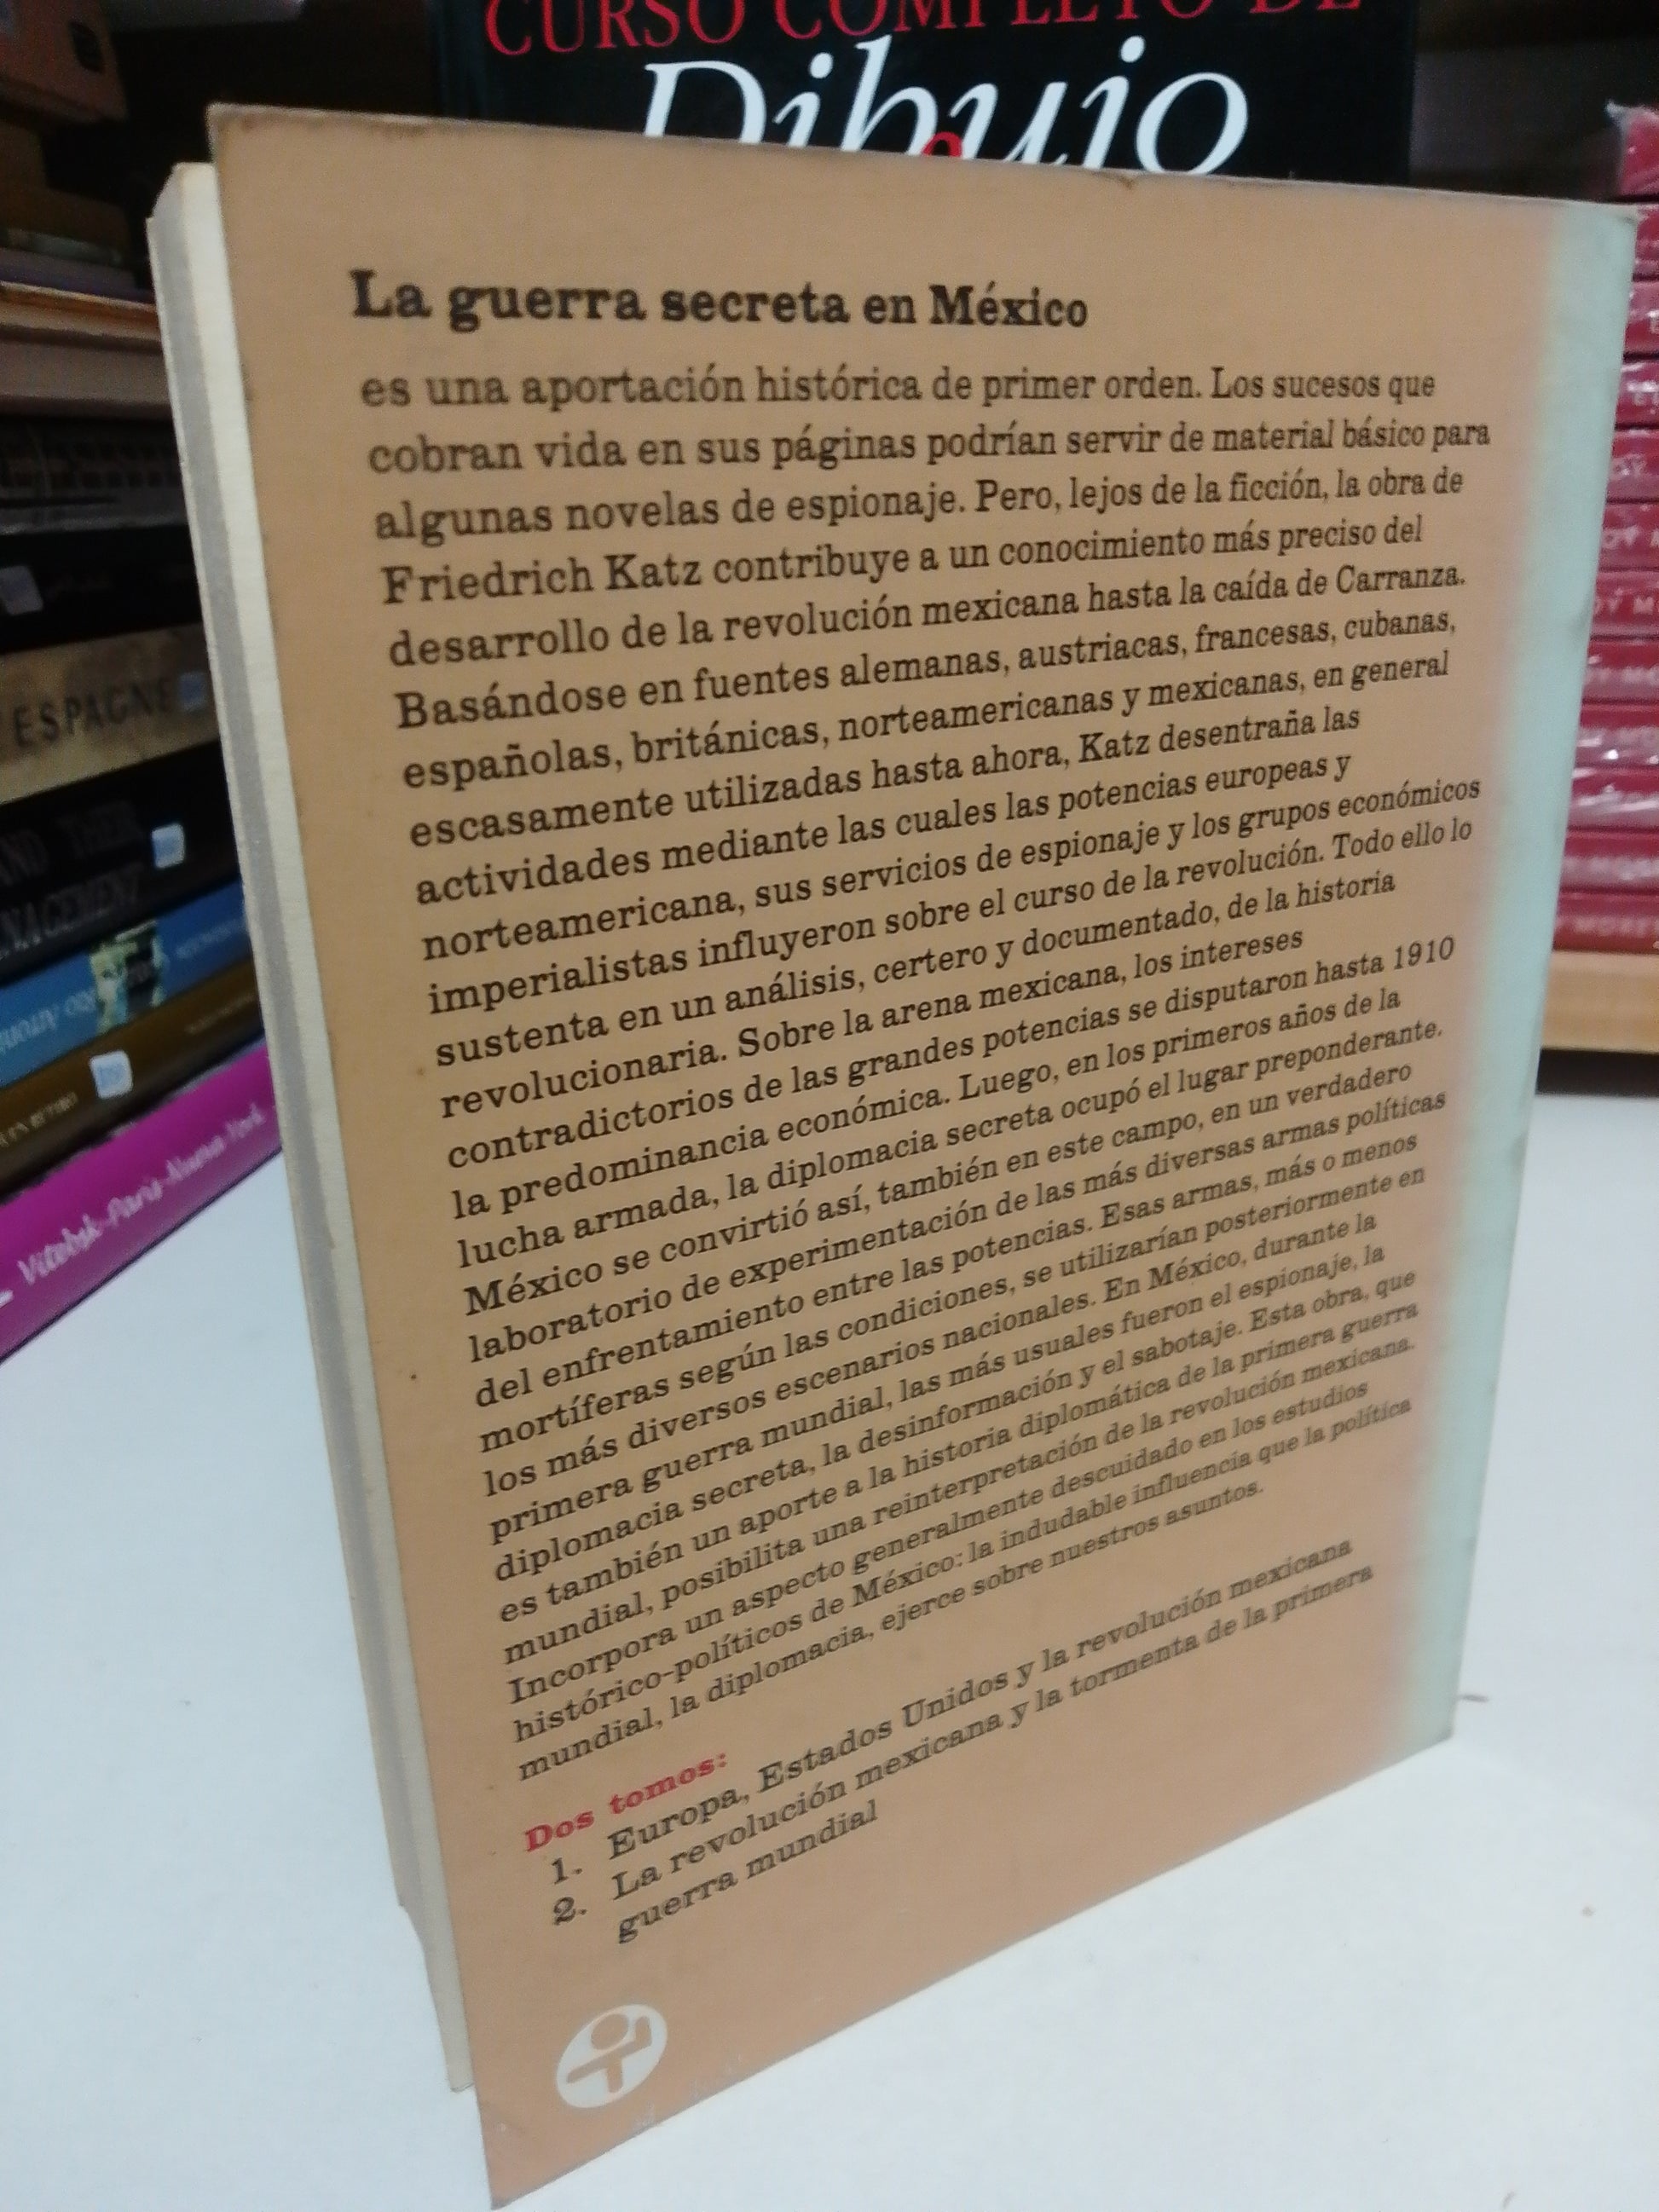 CURSO COMPLETO DE
Dibujo
La guerra secreta en México
es una aportación histórica de primer orden. Los sucesos que
cobran vida en sus páginas podrían servir de material básico para
algunas novelas de espionaje. Pero, lejos de la ficción, la obra de
Friedrich Katz contribuye a un conocimiento más preciso del
desarrollo de la revolución mexicana hasta la caída de Carranza.
Basándose en fuentes alemanas, austriacas, francesas, cubanas,
españolas, británicas, norteamericanas y mexicanas, en general
escasamente utilizadas hasta ahora, Katz desentraña las
actividades mediante las cuales las potencias europeas y
norteamericana, sus servicios de espionaje y los grupos económicos
imperialistas influyeron sobre el curso de la revolución. Todo ello lo
sustenta en un análisis, certero y documentado, de la historia
revolucionaria. Sobre la arena mexicana, los intereses
contradictorios de las grandes potencias se disputaron hasta 1910
la predominancia económica. Luego, en los primeros años de la
lucha armada, la diplomacia secreta ocupó el lugar preponderante.
México se convirtió así, también en este campo, en un verdadero
laboratorio de experimentación de las más diversas armas políticas
del enfrentamiento entre las potencias. Esas armas, más o menos
mortíferas según las condiciones, se utilizarían posteriormente en
los más diversos escenarios nacionales. En México, durante la
primera guerra mundial, las más usuales fueron el espionaje, la
diplomacia secreta, la desinformación y el sabotaje. Esta obra, que
es también un aporte a la historia diplomática de la primera guerra
mundial, posibilita una reinterpretación de la revolución mexicana.
Incorpora un aspecto generalmente descuidado en los estudios
histórico-políticos de México: la indudable influencia que la política
mundial, la diplomacia, ejerce sobre nuestros asuntos.
Dos tomos:
1. Europa, Estados Unidos y la revolución mexicana
2. La revolución mexicana y la tormenta de la primera
guerra mundial
ESPAGNE
Vitebsk-Paris-Nueva York